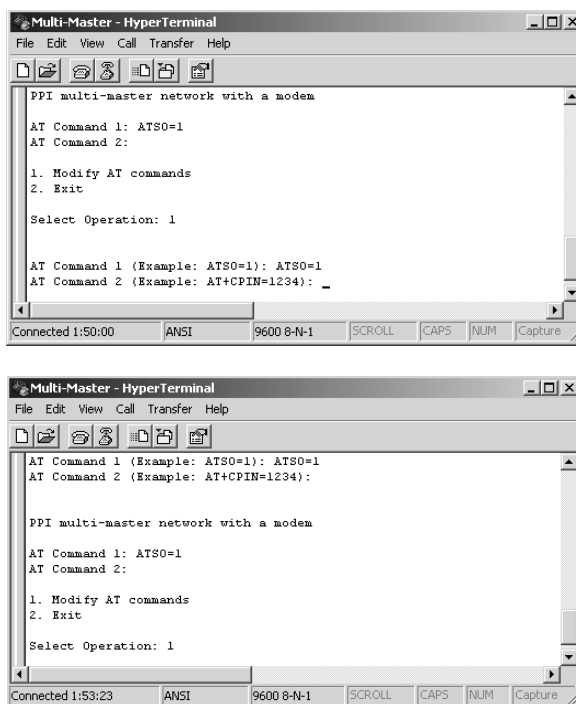 Multi-Master - HyperTerminal
File Edit View Call Transfer Help
PPI multi-master network with a modem
AT Command 1: ATS0=1
AT Command 2:
1. Modify AT commands
2. Exit
Select Operation: 1
AT Command 1 (Example: ATS0=1): ATS0=1
AT Command 2 (Example: AT+CPIN=1234): _
Connected 1:50:00 ANSI 9600 8-N-1 SCROLL CAPS NUM Capture
Multi-Master - HyperTerminal
File Edit View Call Transfer Help
AT Command 1 (Example: ATS0=1): ATS0=1
AT Command 2 (Example: AT+CPIN=1234):
PPI multi-master network with a modem
AT Command 1: ATS0=1
AT Command 2:
1. Modify AT commands
2. Exit
Select Operation: 1
Connected 1:53:23 ANSI 9600 8-N-1 SCROLL CAPS NUM Capture